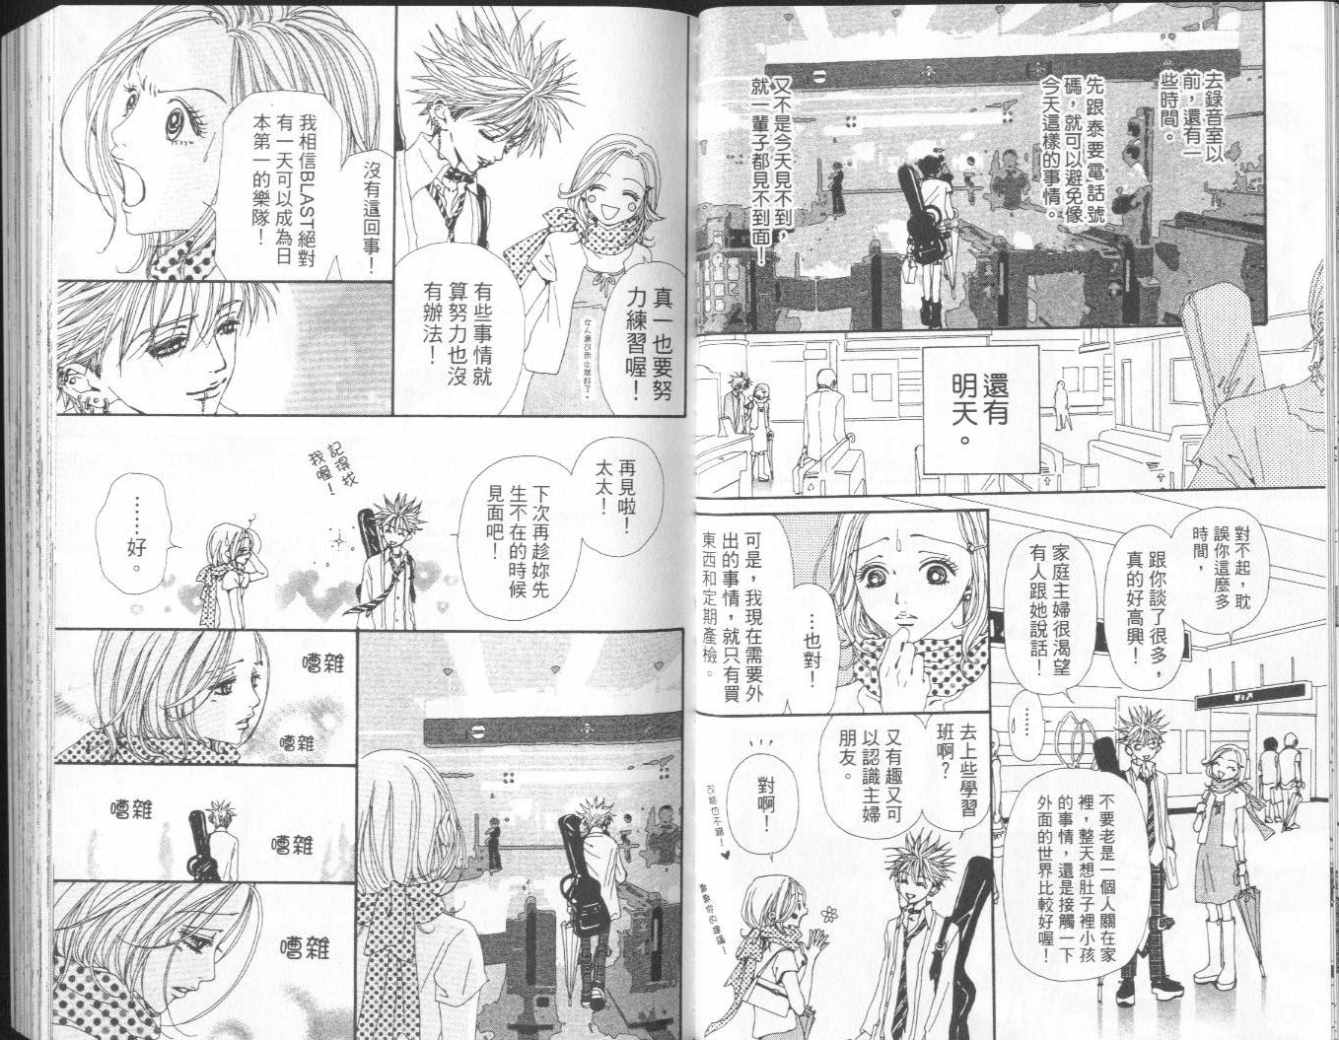 去錄音室以
前，還有一
些時間。
先跟泰要電話號
碼，就可以避免像
今天這樣的事情。
又不是今天見不到，
就一輩子都見不到面！
還有
明天。
對不起，耽
誤你這麼多
時間，
跟你談了很多，
真的好高興！
家庭主婦很渴望
有人跟她說話！
……
不要老是一個人關在家
裡，整天想肚子裡小孩
的事情，還是接觸一下
外面的世界比較好喔！
…也對！
可是，我現在需要外
出的事情，就只有買
東西和定期產檢。
去上些學習
班啊？
又有趣又可
以認識主婦
朋友。
對啊！
真一也要努
力練習喔！
有些事情就
算努力也沒
有辦法！
沒有這回事！
我相信BLAST絕對
有一天可以成為日
本第一的樂隊！
再見啦！
太太！
下次再趁妳先
生不在的時候
見面吧！
記得找
我喔！
……好。
嘈雜
嘈雜
嘈雜
嘈雜
嘈雜